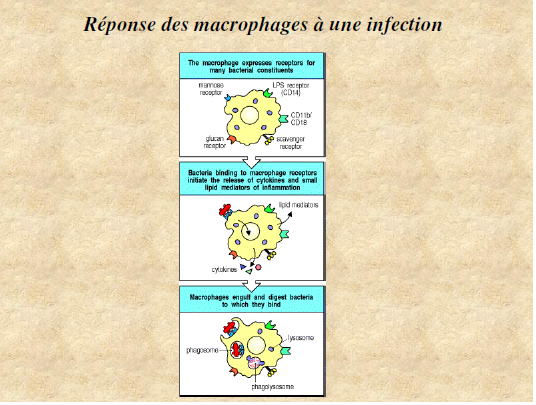 Réponse des macrophages à une infection
The macrophage expresses receptors for
many bacterial constituents
mannose
receptor
LPS receptor
(CD14)
CD11b/
CD18
glucan
receptor
scavenger
receptor
Bacteria binding to macrophage receptors
initiate the release of cytokines and small
lipid mediators of inflammation
lipid mediators
cytokines
Macrophages engulf and digest bacteria
to which they bind
lysosome
phagosome
phagolysosome